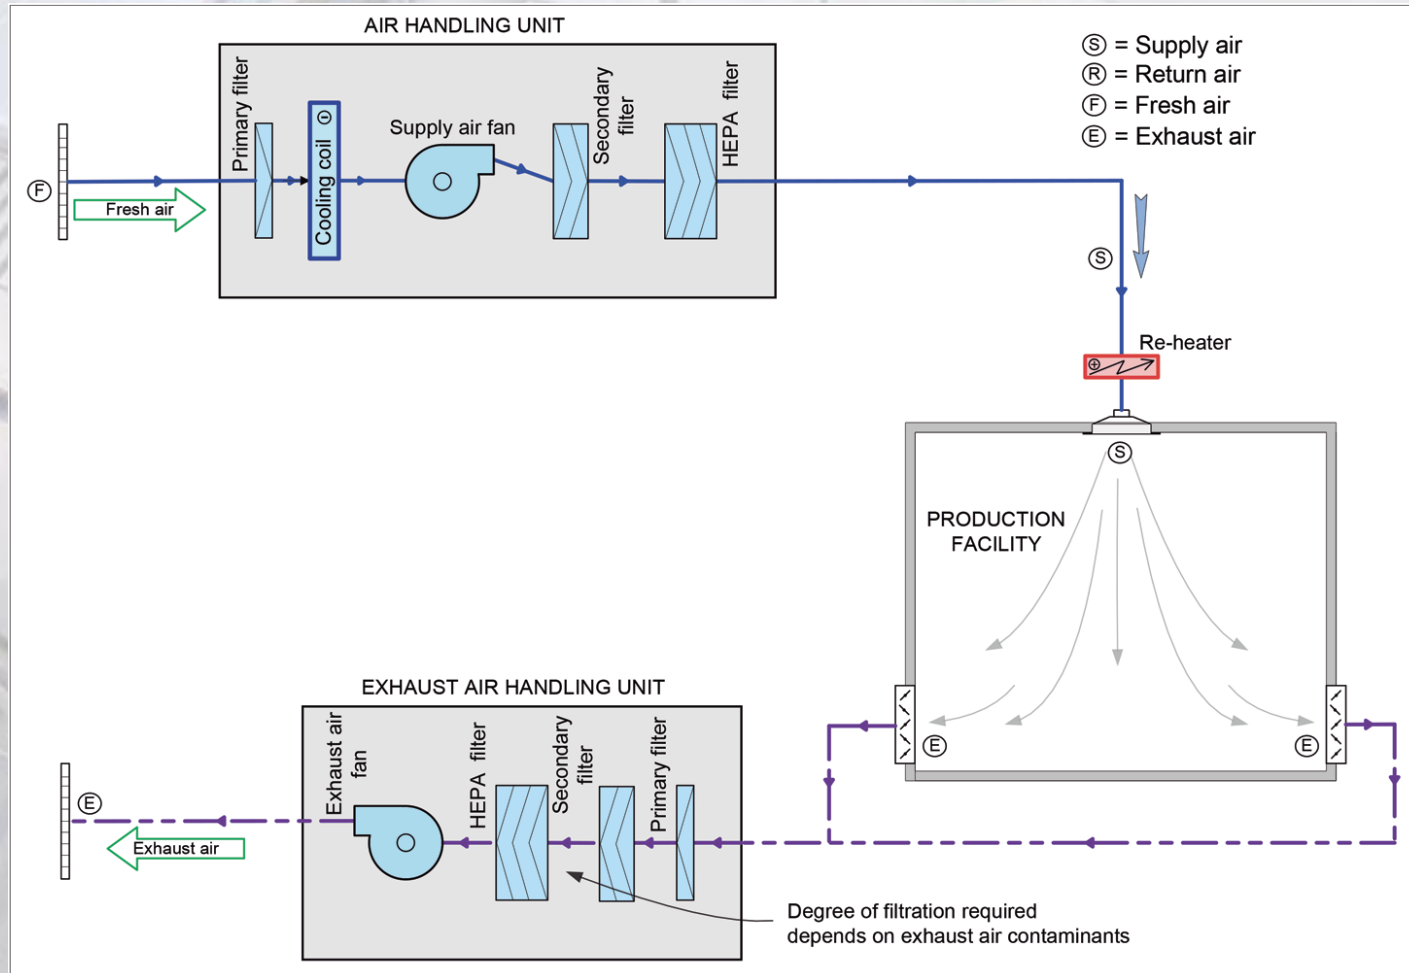 AIR HANDLING UNIT
Ⓢ = Supply air
Ⓡ = Return air
Ⓕ = Fresh air
Ⓔ = Exhaust air
Primary filter
Cooling coil
Supply air fan
Secondary
filter
HEPA filter
F
Fresh air
S
Re-heater
S
PRODUCTION
FACILITY
E
E
EXHAUST AIR HANDLING UNIT
Exhaust air
fan
HEPA filter
Secondary
filter
Primary filter
E
Exhaust air
Degree of filtration required
depends on exhaust air contaminants